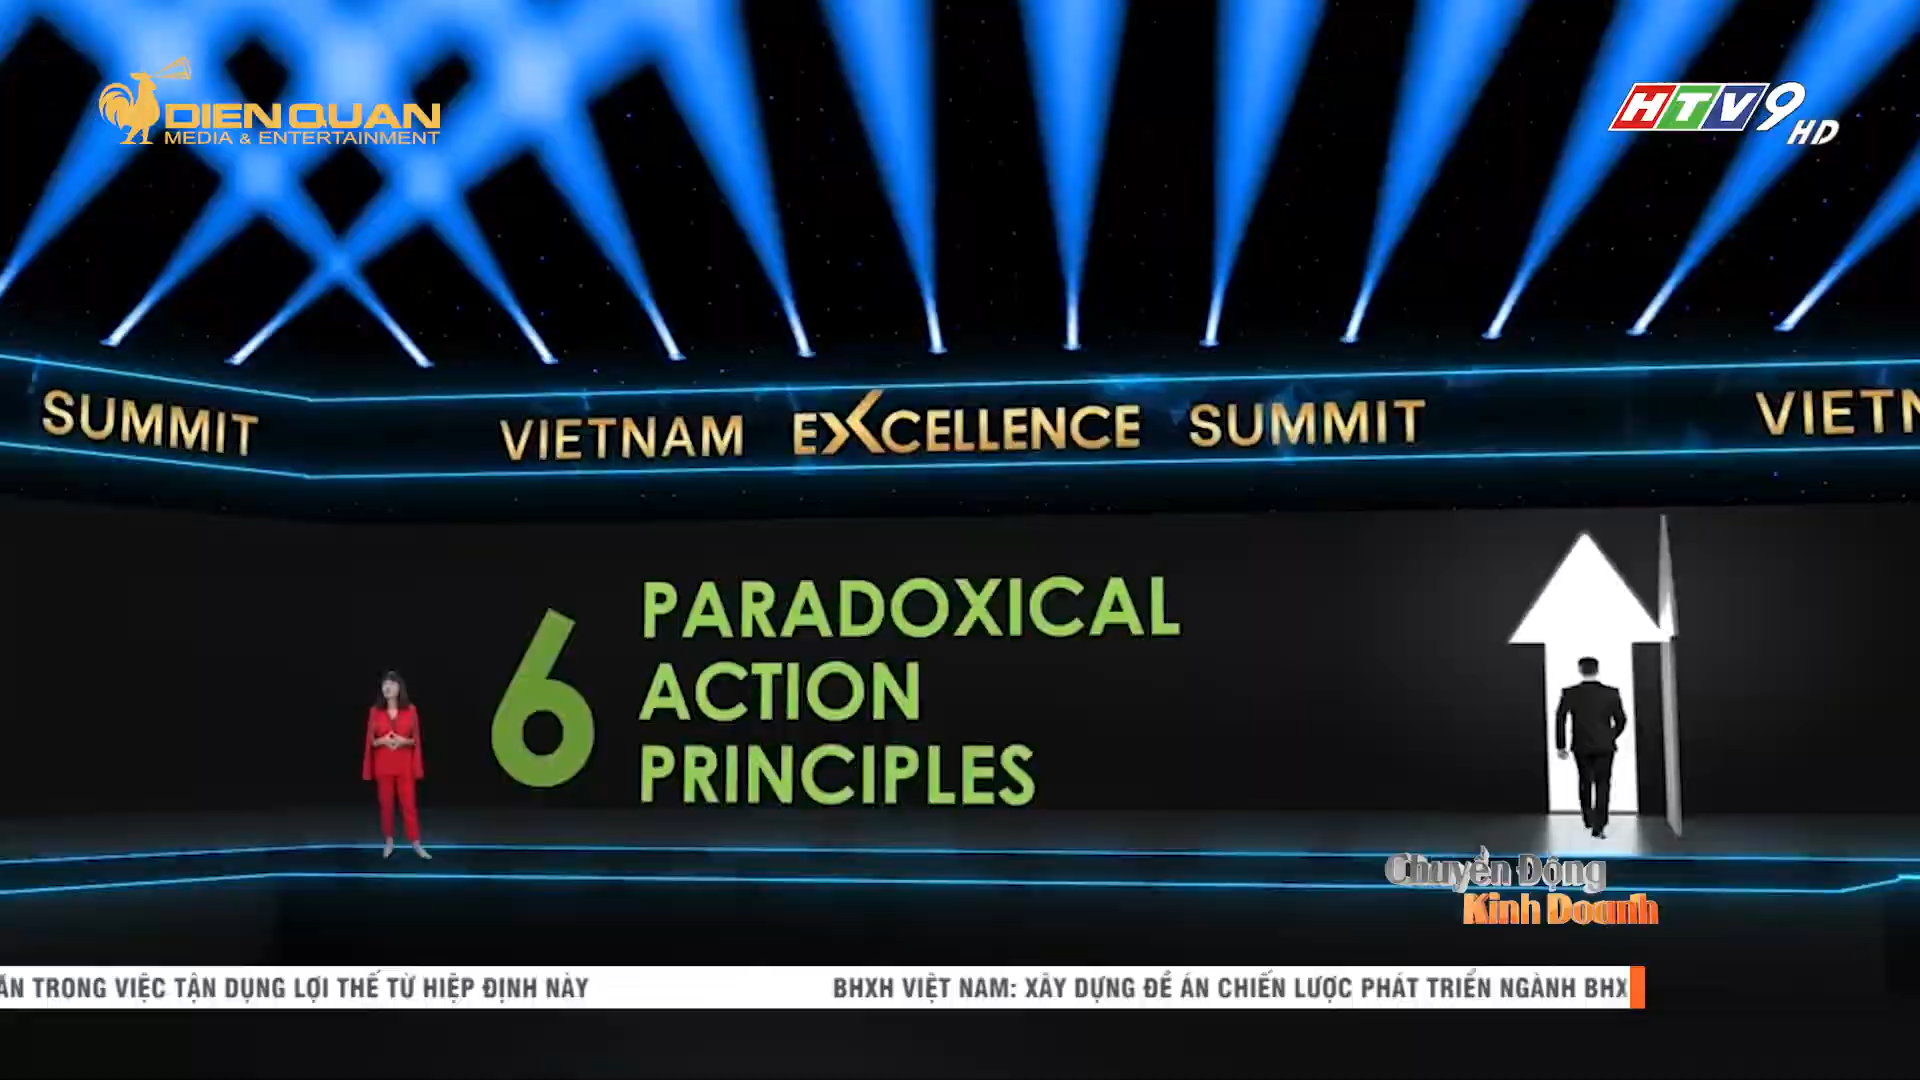 DIEN QUAN
MEDIA & ENTERTAINMENT
HTV9
HD
SUMMIT
VIETNAM EXCELLENCE SUMMIT
VIETN
6
PARADOXICAL
ACTION
PRINCIPLES
Chuyển Động
Kinh Doanh
ĂN TRONG VIỆC TẬN DỤNG LỢI THẾ TỪ HIỆP ĐỊNH NÀY
BHXH VIỆT NAM: XÂY DỰNG ĐỀ ÁN CHIẾN LƯỢC PHÁT TRIỂN NGÀNH BHX